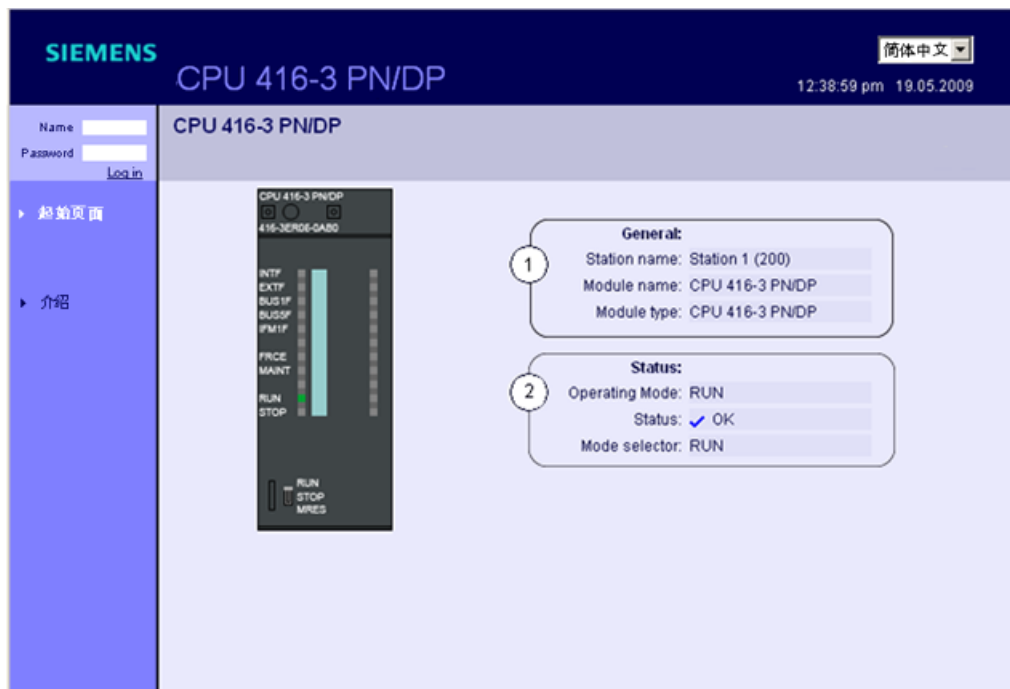 SIEMENS
CPU 416-3 PN/DP
简体中文
12:38:59 pm 19.05.2009
Name
Password
Log in
CPU 416-3 PN/DP
起始页面
介绍
CPU 416-3 PN/DP
416-3ER05-0AB0
INTF
EXTF
BUS1F
BUS5F
IFM1F
FRCE
MAINT
RUN
STOP
RUN
STOP
MRES
1
General:
Station name: Station 1 (200)
Module name: CPU 416-3 PN/DP
Module type: CPU 416-3 PN/DP
2
Status:
Operating Mode: RUN
Status: OK
Mode selector: RUN